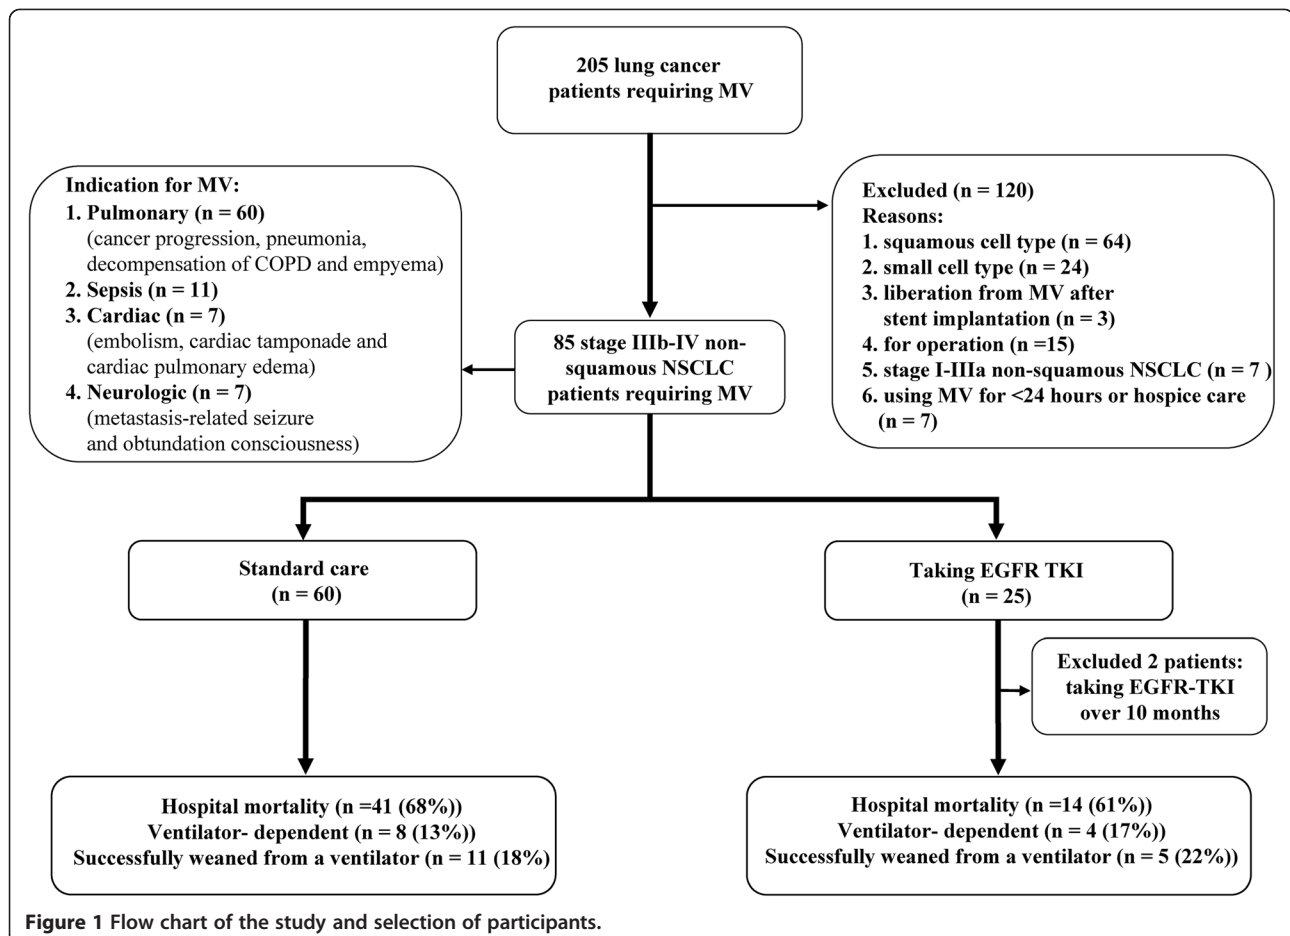 205 lung cancer
patients requiring MV
Indication for MV:
1. Pulmonary (n = 60)
(cancer progression, pneumonia,
decompensation of COPD and empyema)
2. Sepsis (n = 11)
3. Cardiac (n = 7)
(embolism, cardiac tamponade and
cardiac pulmonary edema)
4. Neurologic (n = 7)
(metastasis-related seizure
and obtundation consciousness)
Excluded (n = 120)
Reasons:
1. squamous cell type (n = 64)
2. small cell type (n = 24)
3. liberation from MV after
stent implantation (n = 3)
4. for operation (n =15)
5. stage I-IIIa non-squamous NSCLC (n = 7 )
6. using MV for <24 hours or hospice care
(n = 7)
85 stage IIIb-IV non-
squamous NSCLC
patients requiring MV
Standard care
(n = 60)
Taking EGFR TKI
(n = 25)
Excluded 2 patients:
taking EGFR-TKI
over 10 months
Hospital mortality (n =41 (68%))
Ventilator- dependent (n = 8 (13%))
Successfully weaned from a ventilator (n = 11 (18%)
Hospital mortality (n =14 (61%))
Ventilator- dependent (n = 4 (17%))
Successfully weaned from a ventilator (n = 5 (22%))
Figure 1 Flow chart of the study and selection of participants.